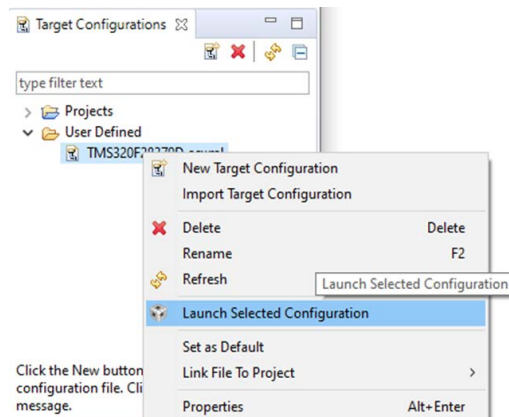 Target Configurations
type filter text
Projects
User Defined
New Target Configuration
Import Target Configuration
Delete Delete
Rename F2
Refresh
Launch Selected Configuration
Launch Selected Configuration
Set as Default
Link File To Project
Click the New button
configuration file. Cli
message.
Properties Alt+Enter